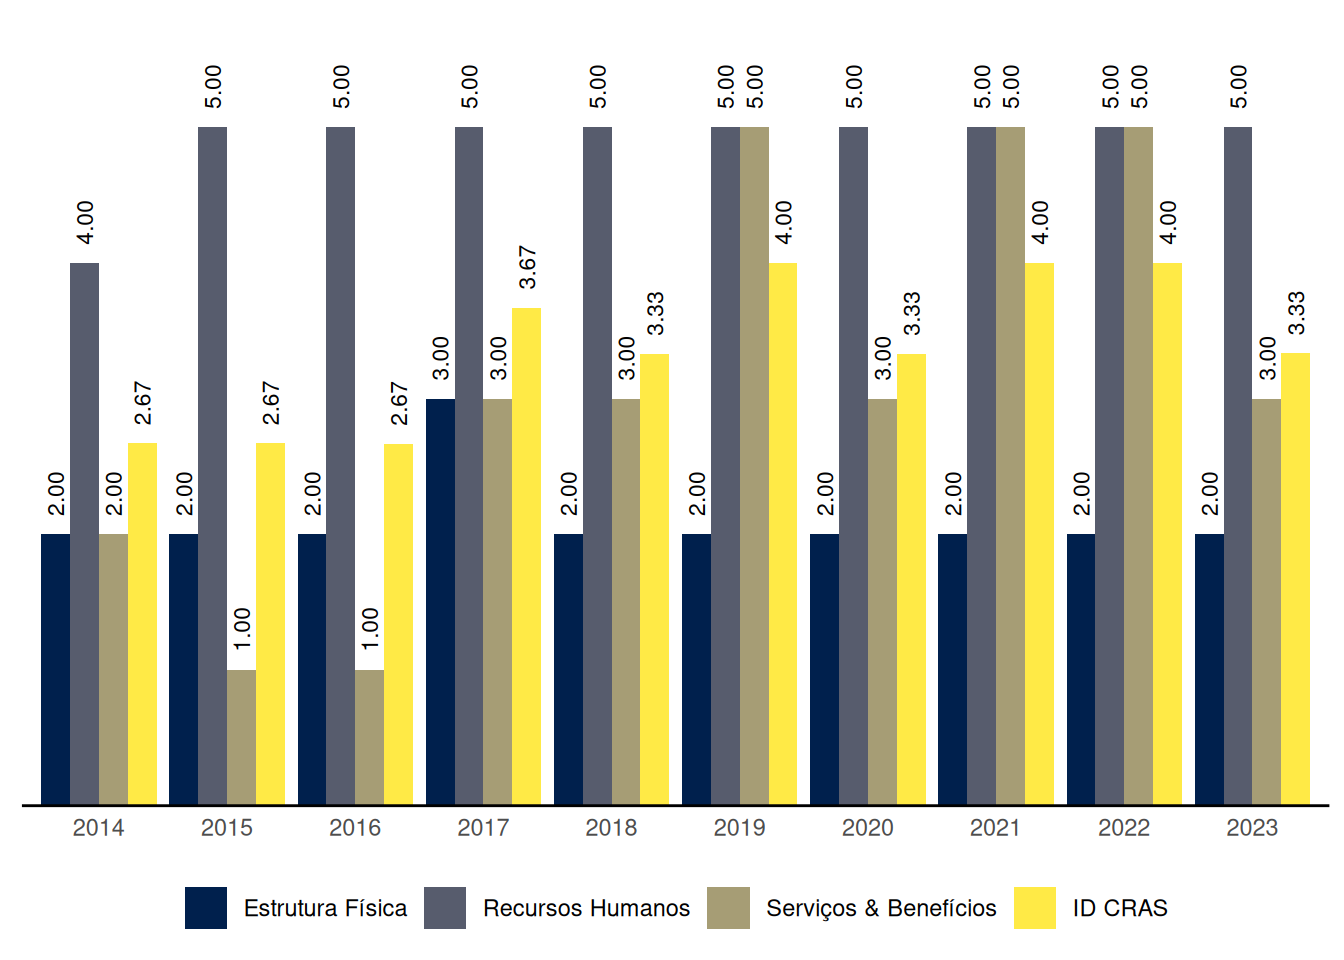 5.00 5.00 5.00 5.00 5.00 5.00 5.00 5.00 5.00 5.00 5.00 5.00
4.00 4.00 4.00 4.00
3.67
3.33 3.33 3.33
3.00 3.00 3.00 3.00 3.00
2.67 2.67 2.67
2.00 2.00 2.00 2.00 2.00 2.00 2.00 2.00 2.00 2.00
1.00 1.00
2014 2015 2016 2017 2018 2019 2020 2021 2022 2023
Estrutura Física Recursos Humanos Serviços & Benefícios ID CRAS